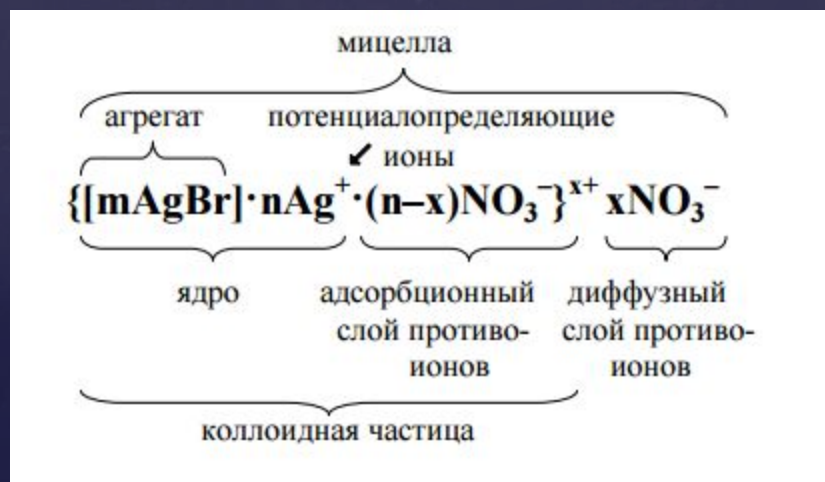 мицелла
агрегат потенциалопределяющие
ионы
{[mAgBr]·nAg⁺·(n–x)NO₃⁻}ˣ⁺ xNO₃⁻
ядро адсорбционный диффузный
слой противо- слой противо-
ионов ионов
коллоидная частица